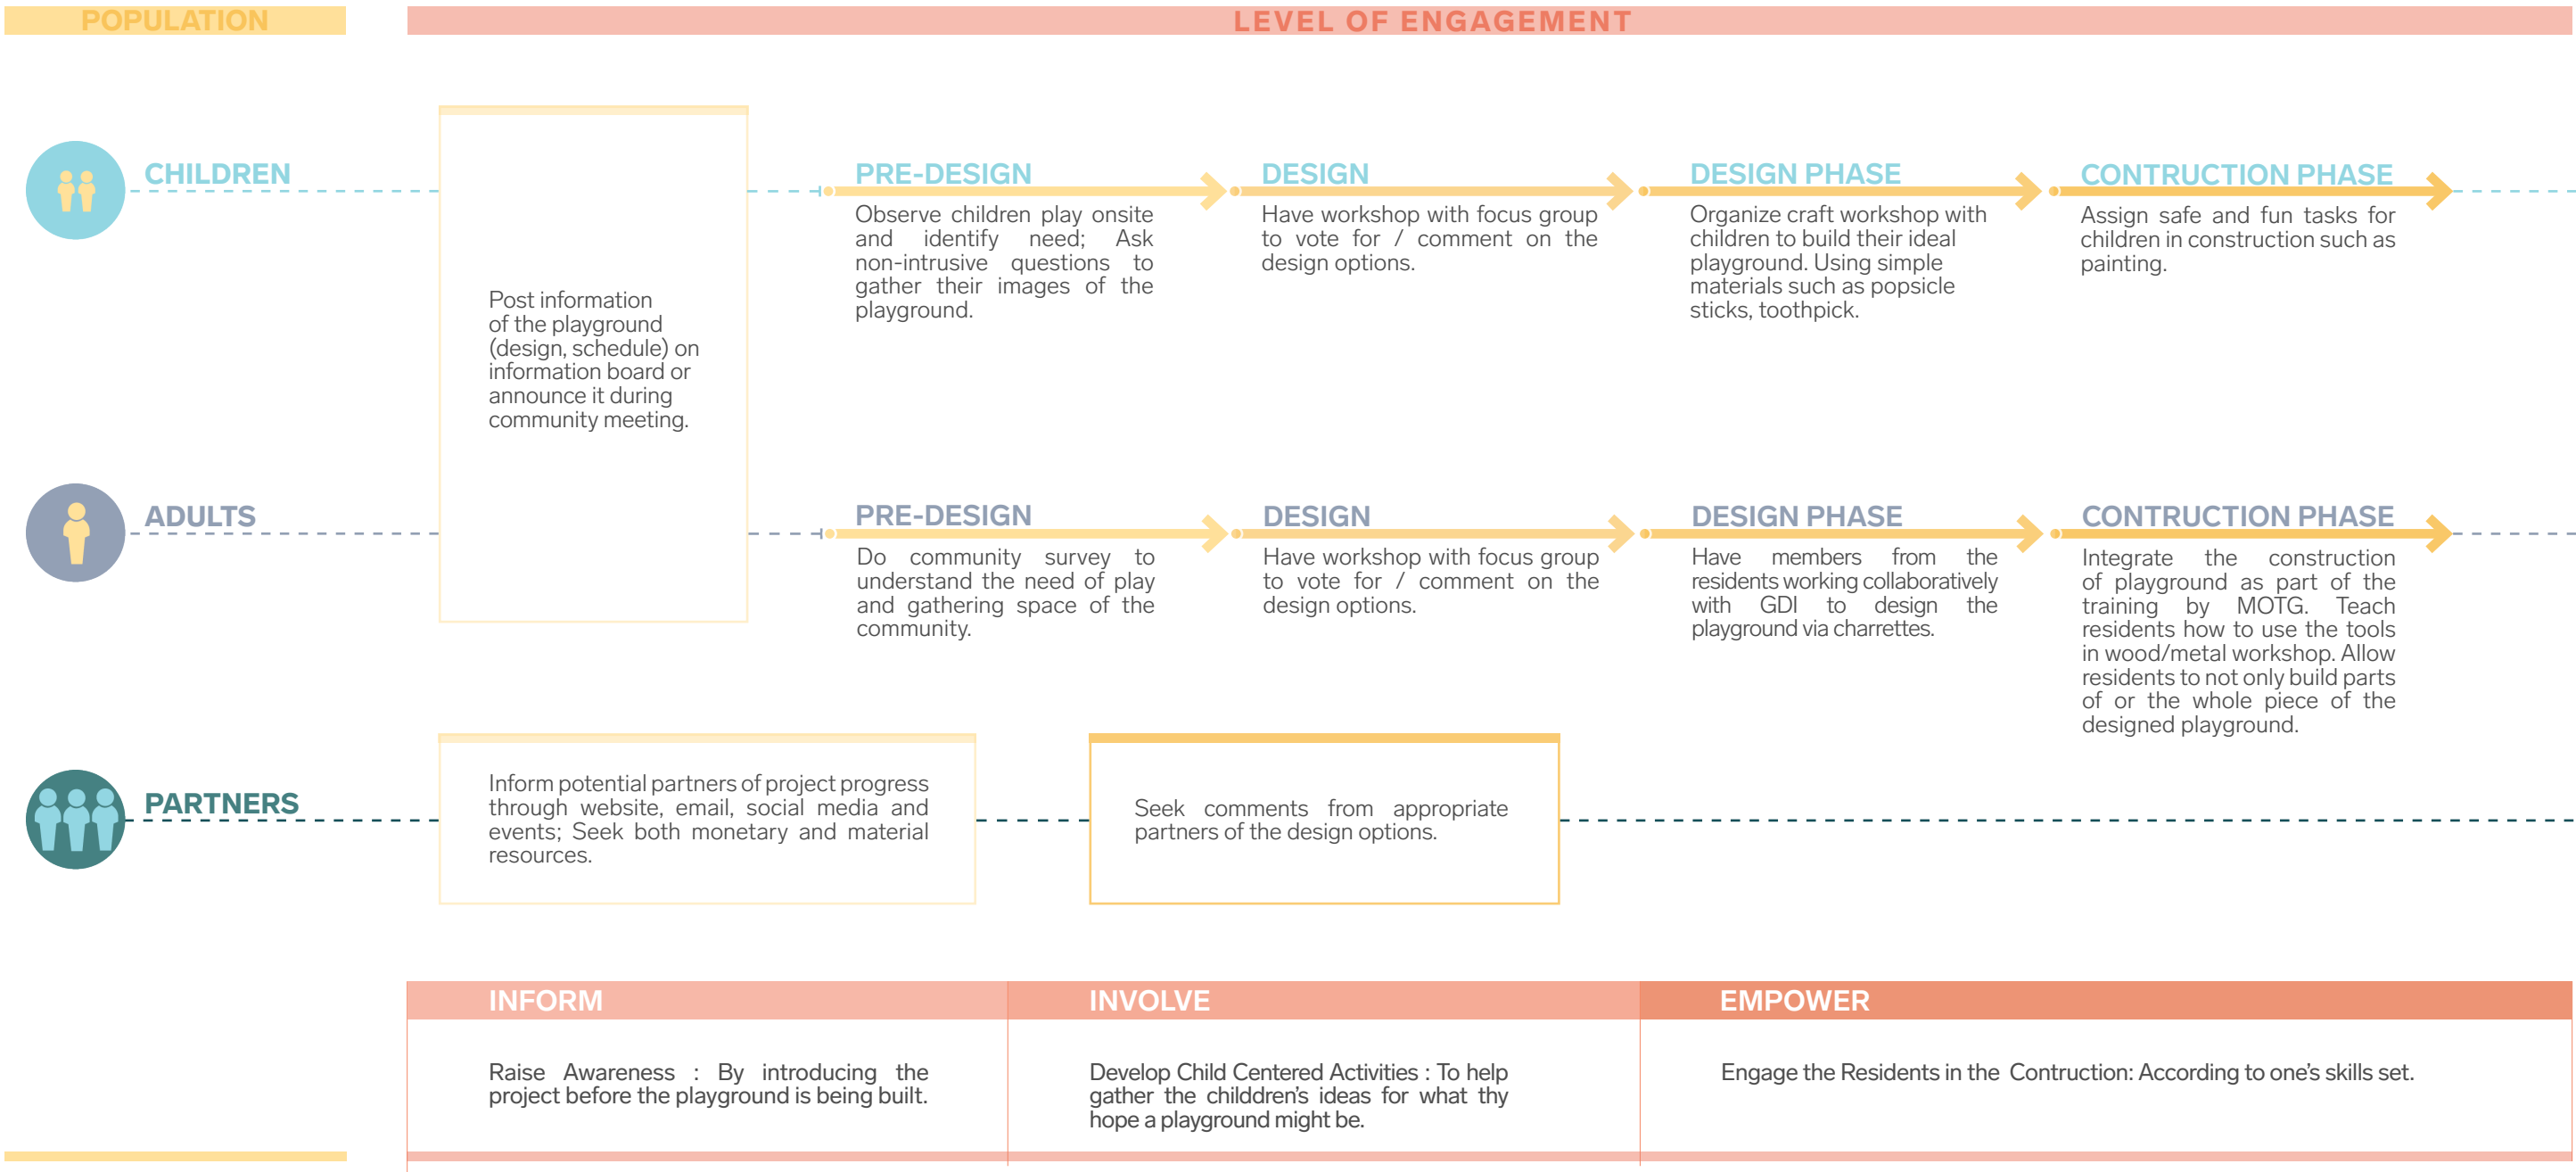 POPULATION
LEVEL OF ENGAGEMENT
CHILDREN
Post information
of the playground
(design, schedule) on
information board or
announce it during
community meeting.
PRE-DESIGN
Observe children play onsite
and identify need; Ask
non-intrusive questions to
gather their images of the
playground.
DESIGN
Have workshop with focus group
to vote for / comment on the
design options.
DESIGN PHASE
Organize craft workshop with
children to build their ideal
playground. Using simple
materials such as popsicle
sticks, toothpick.
CONTRUCTION PHASE
Assign safe and fun tasks for
children in construction such as
painting.
ADULTS
PRE-DESIGN
Do community survey to
understand the need of play
and gathering space of the
community.
DESIGN
Have workshop with focus group
to vote for / comment on the
design options.
DESIGN PHASE
Have members from the
residents working collaboratively
with GDI to design the
playground via charrettes.
CONTRUCTION PHASE
Integrate the construction
of playground as part of the
training by MOTG. Teach
residents how to use the tools
in wood/metal workshop. Allow
residents to not only build parts
of or the whole piece of the
designed playground.
PARTNERS
Inform potential partners of project progress
through website, email, social media and
events; Seek both monetary and material
resources.
Seek comments from appropriate
partners of the design options.
INFORM
Raise Awareness : By introducing the
project before the playground is being built.
INVOLVE
Develop Child Centered Activities : To help
gather the childdren's ideas for what thy
hope a playground might be.
EMPOWER
Engage the Residents in the Contruction: According to one's skills set.